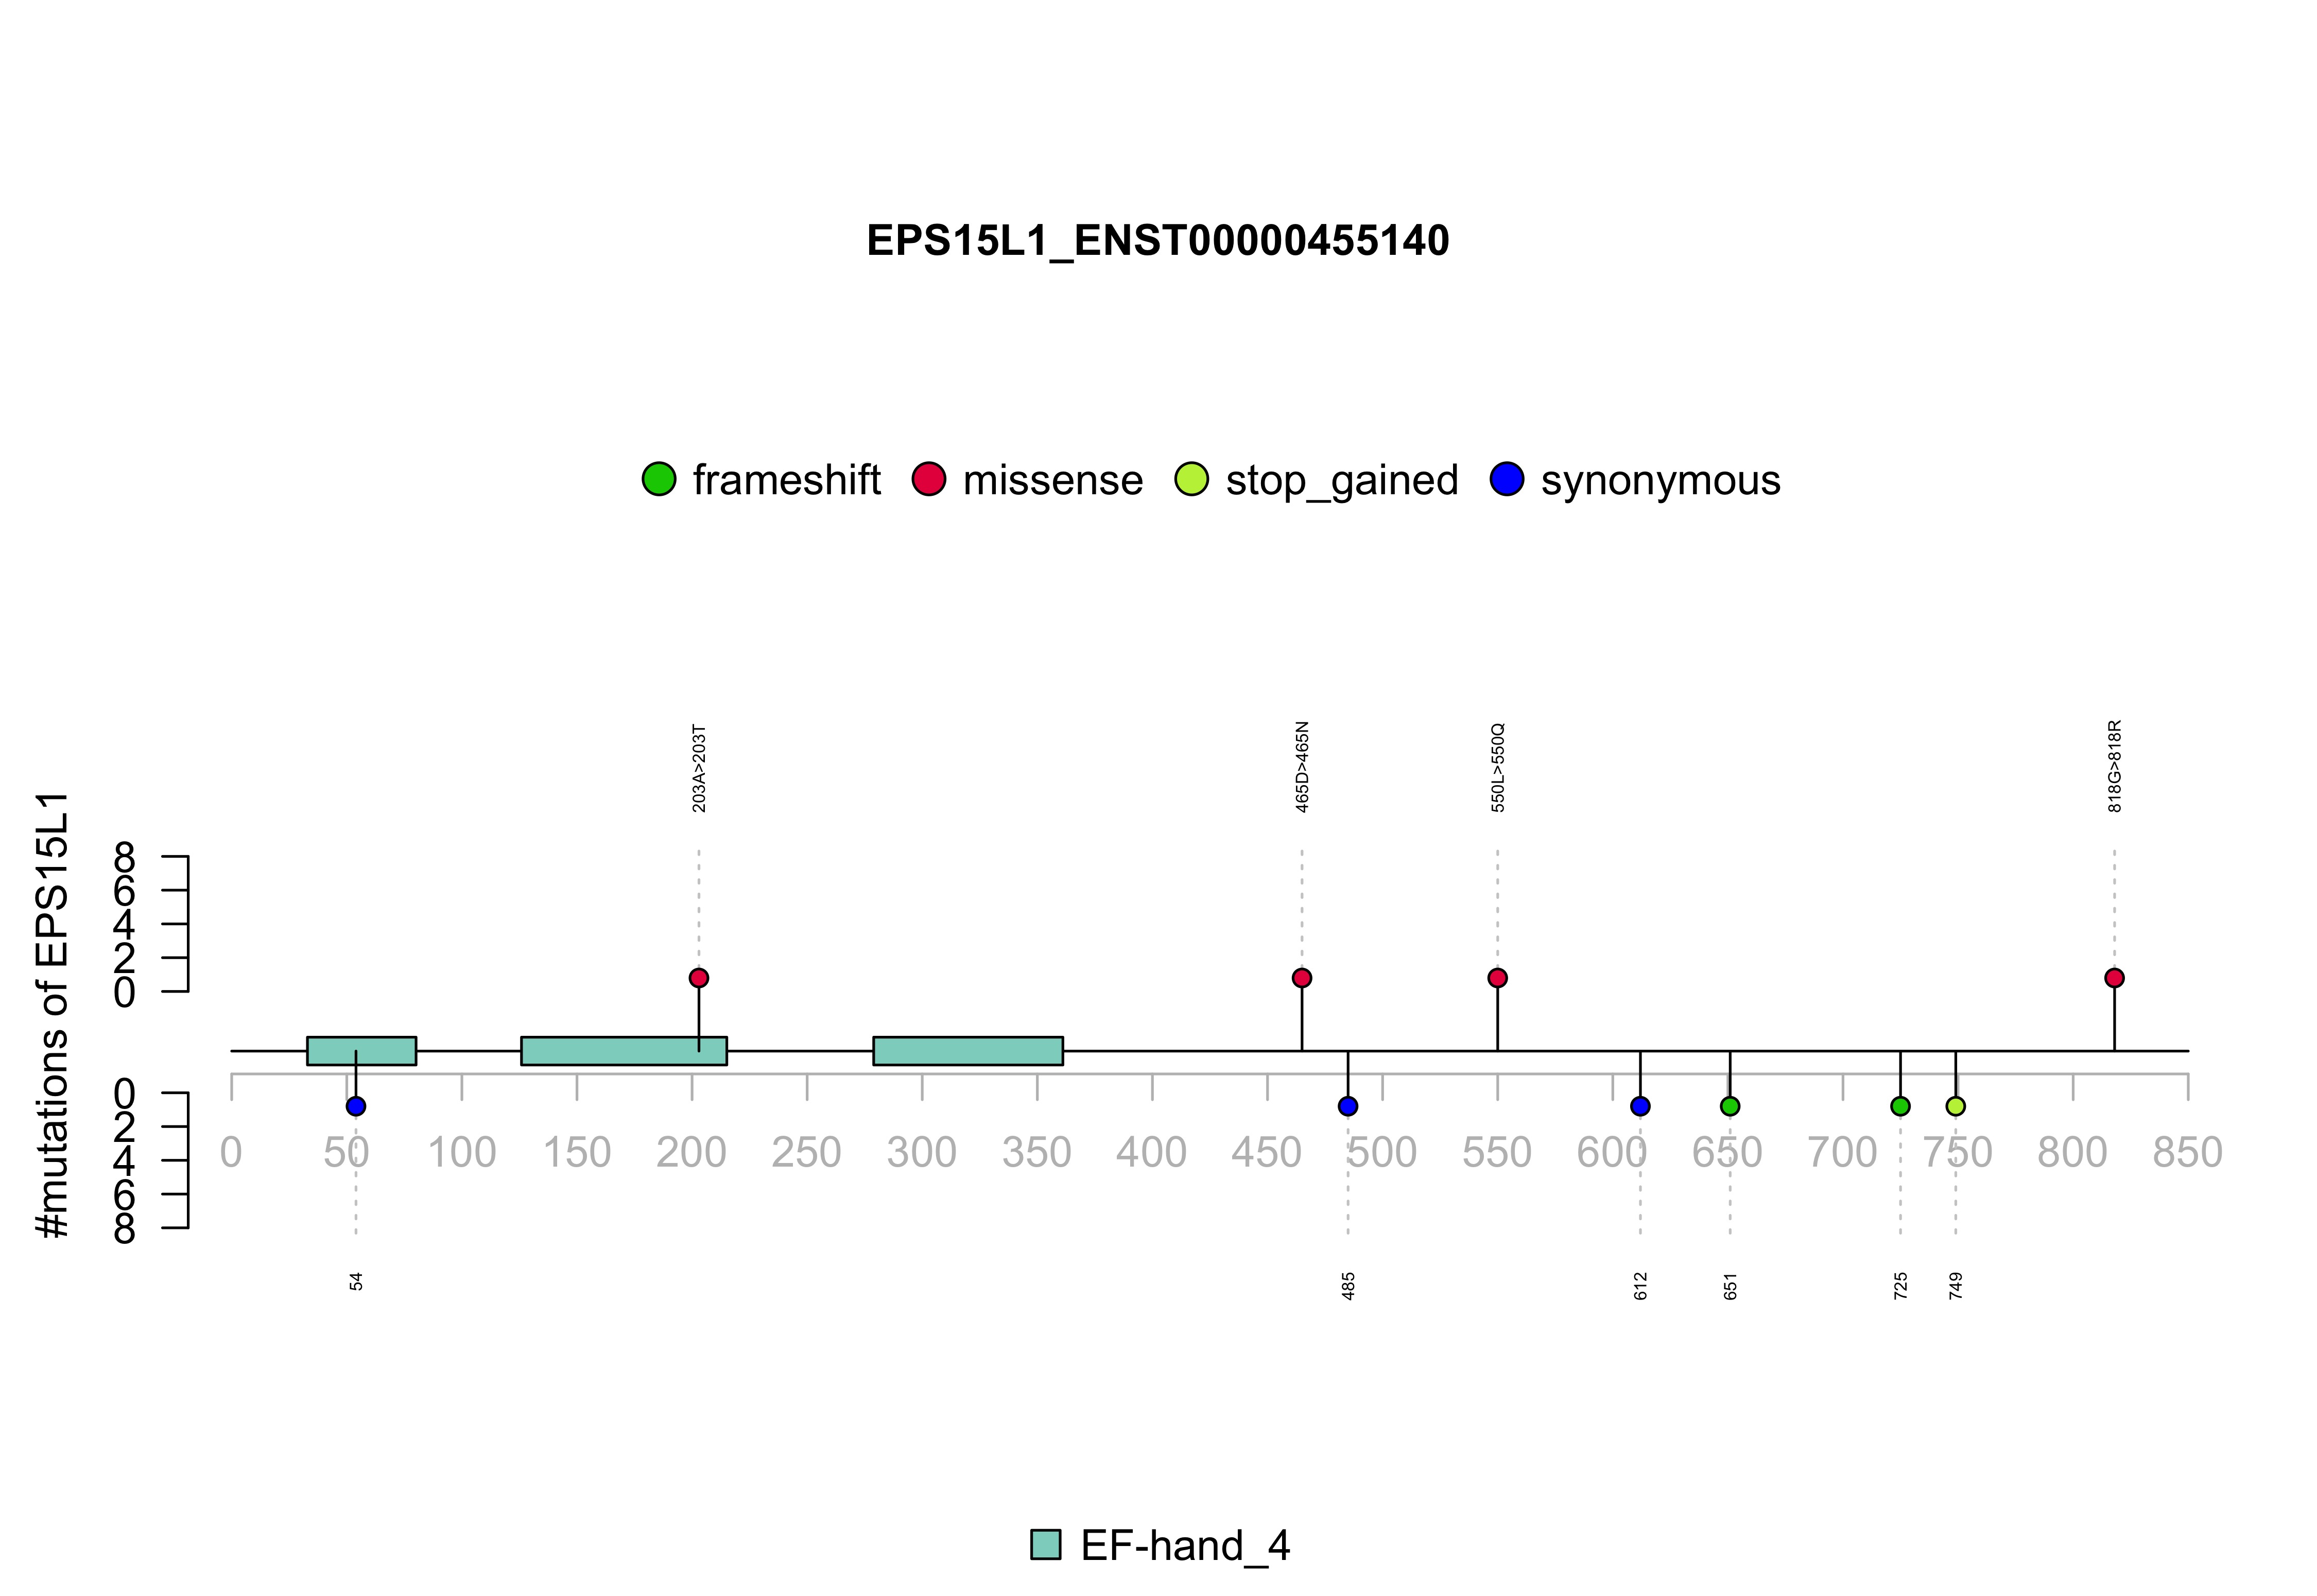 EPS15L1_ENST00000455140
frameshift missense stop_gained synonymous
203A>203T 465D>465N 550L>550Q 818G>818R
#mutations of EPS15L1
8
6
4
2
0
0
2
4
6
8
0 50 100 150 200 250 300 350 400 450 500 550 600 650 700 750 800 850
54 485 612 651 725 749
EF-hand_4